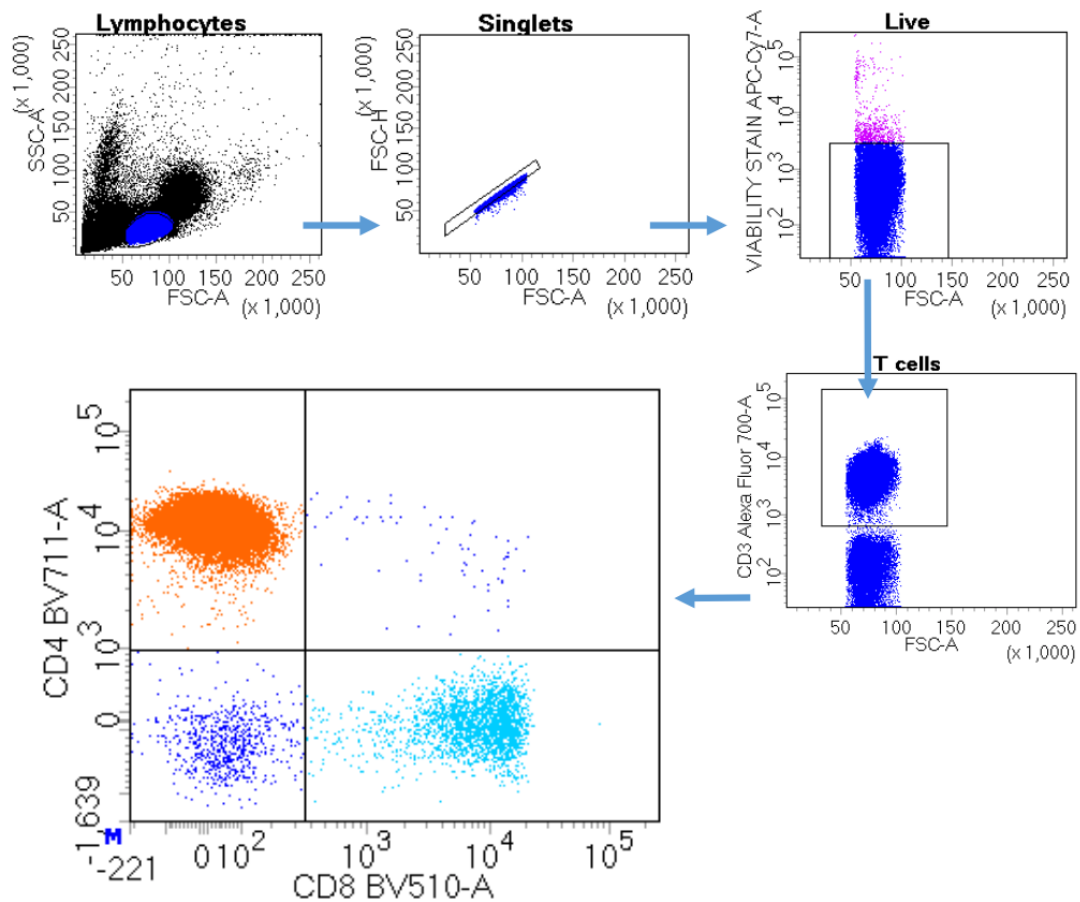 Lymphocytes
SSC-A
(x 1,000)
50 100 150 200 250
50 100 150 200 250
FSC-A
(x 1,000)
Singlets
FSC-H
(x 1,000)
50 100 150 200 250
50 100 150 200 250
FSC-A
(x 1,000)
Live
VIABILITY STAIN APC-Cy7-A
10^2 10^3 10^4 10^5
50 100 150 200 250
FSC-A
(x 1,000)
T cells
CD3 Alexa Fluor 700-A
10^2 10^3 10^4 10^5
50 100 150 200 250
FSC-A
(x 1,000)
CD4 BV711-A
-1,639 0 10^3 10^4 10^5
M
-221 0 10^2 10^3 10^4 10^5
CD8 BV510-A